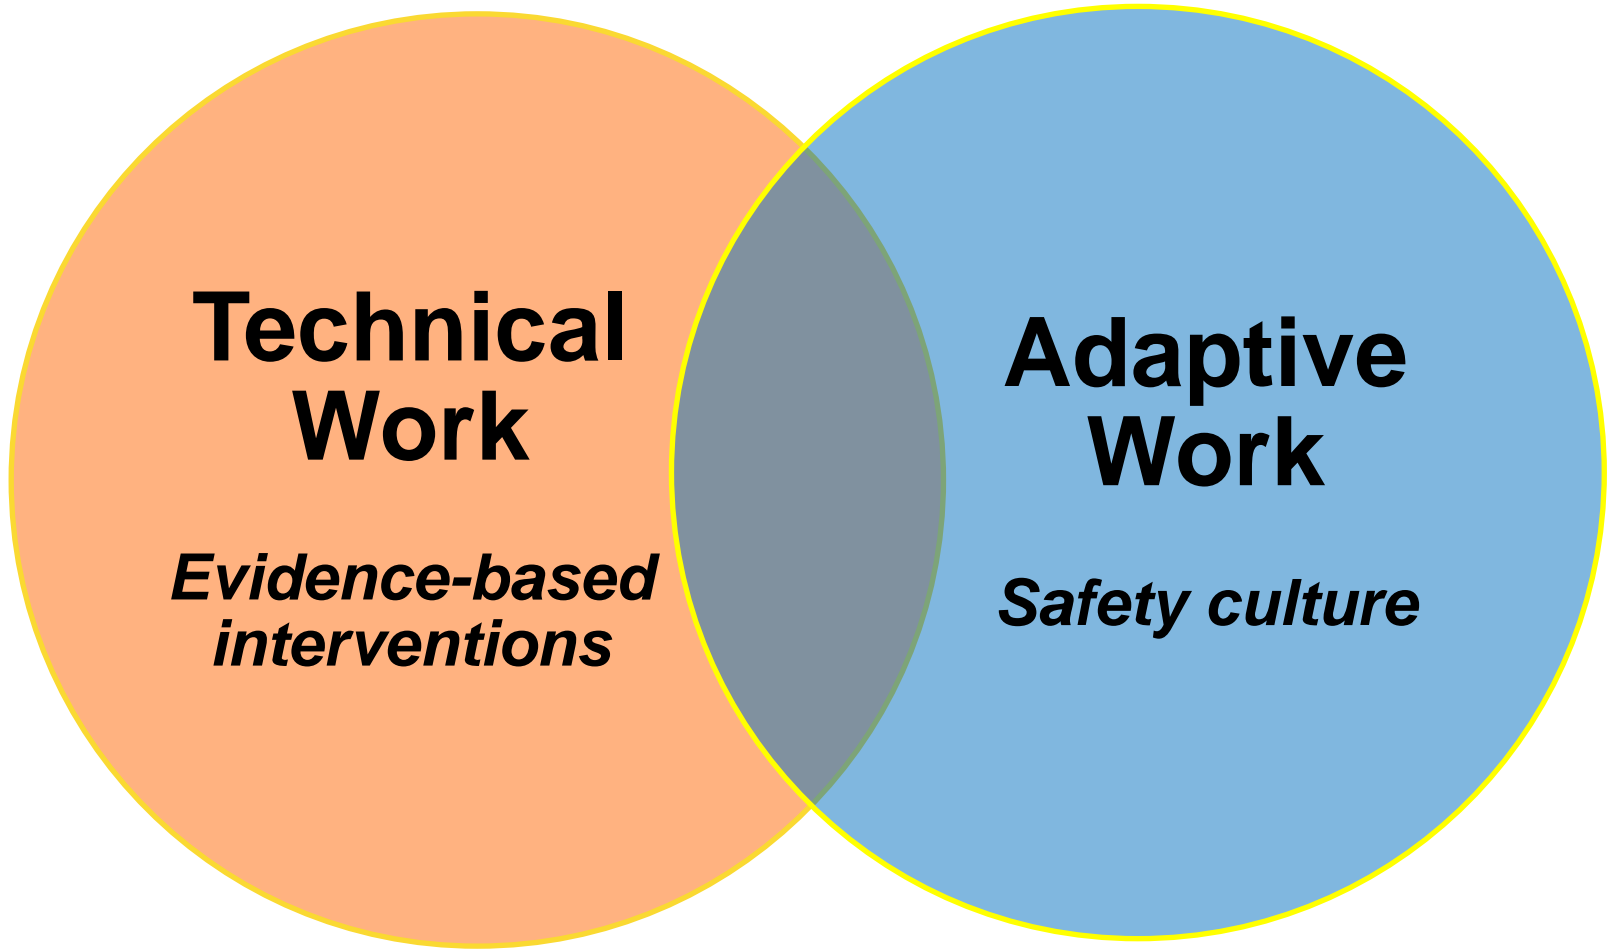 Technical
Work
Evidence-based
interventions
Adaptive
Work
Safety culture